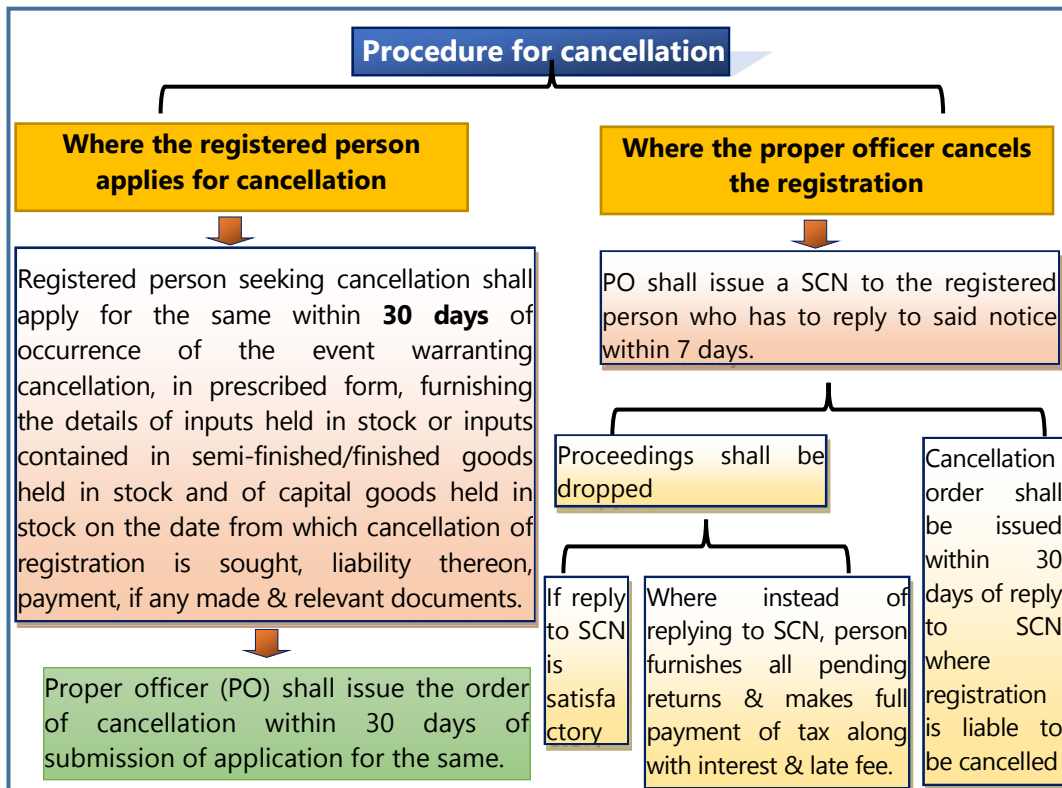 Procedure for cancellation
Where the registered person
applies for cancellation
Registered person seeking cancellation shall
apply for the same within 30 days of
occurrence of the event warranting
cancellation, in prescribed form, furnishing
the details of inputs held in stock or inputs
contained in semi-finished/finished goods
held in stock and of capital goods held in
stock on the date from which cancellation of
registration is sought, liability thereon,
payment, if any made & relevant documents.
Proper officer (PO) shall issue the order
of cancellation within 30 days of
submission of application for the same.
Where the proper officer cancels
the registration
PO shall issue a SCN to the registered
person who has to reply to said notice
within 7 days.
Proceedings shall be
dropped
If reply
to SCN
is
satisfa
ctory
Where instead of
replying to SCN, person
furnishes all pending
returns & makes full
payment of tax along
with interest & late fee.
Cancellation
order shall
be issued
within 30
days of reply
to SCN
where
registration
is liable to
be cancelled